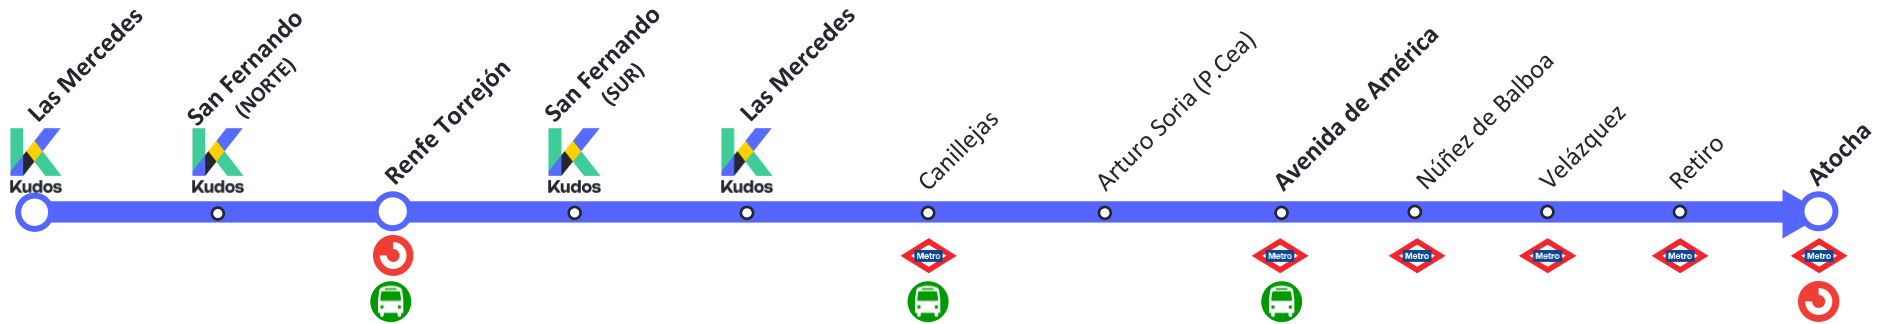 Las Mercedes
Kudos
San Fernando
(NORTE)
Kudos
Renfe Torrejón
San Fernando
(SUR)
Kudos
Las Mercedes
Kudos
Canillejas
Metro
Arturo Soria (P.Cea)
Avenida de América
Metro
Núñez de Balboa
Metro
Velázquez
Metro
Retiro
Metro
Atocha
Metro